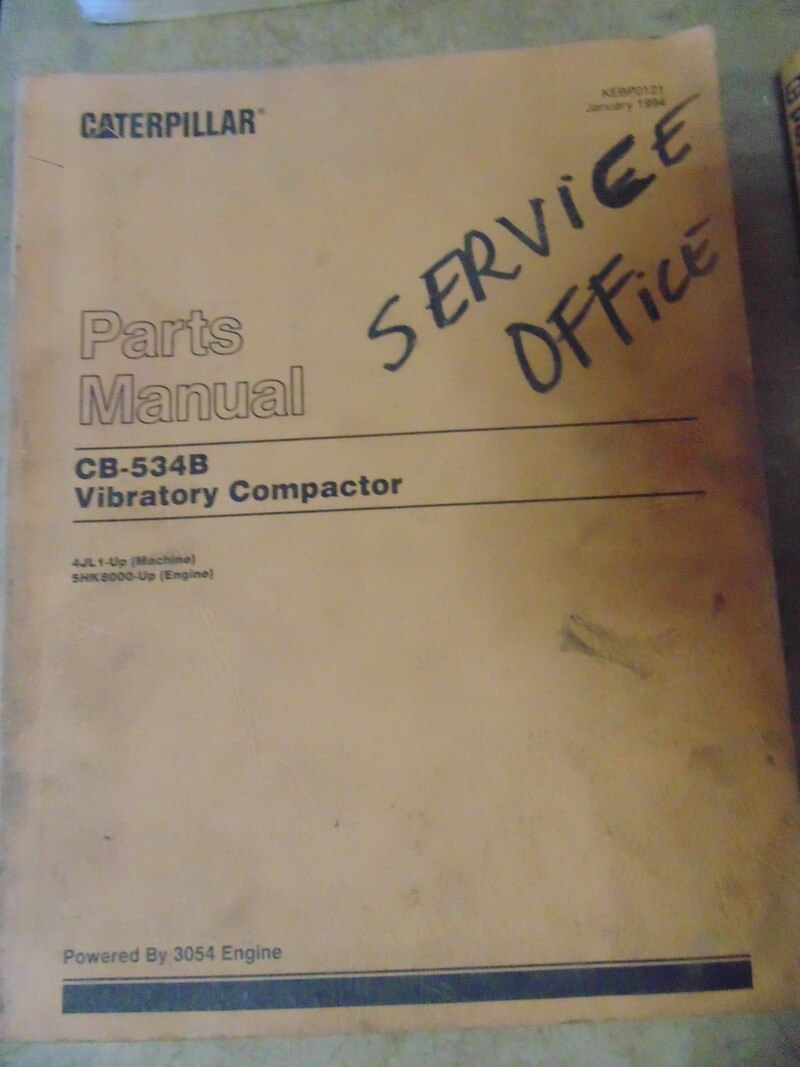 CATERPILLAR
KEBP0121
January 1994
SERVICE
OFFICE
Parts
Manual
CB-534B
Vibratory Compactor
4JL1-Up (Machine)
5HK8000-Up (Engine)
Powered By 3054 Engine